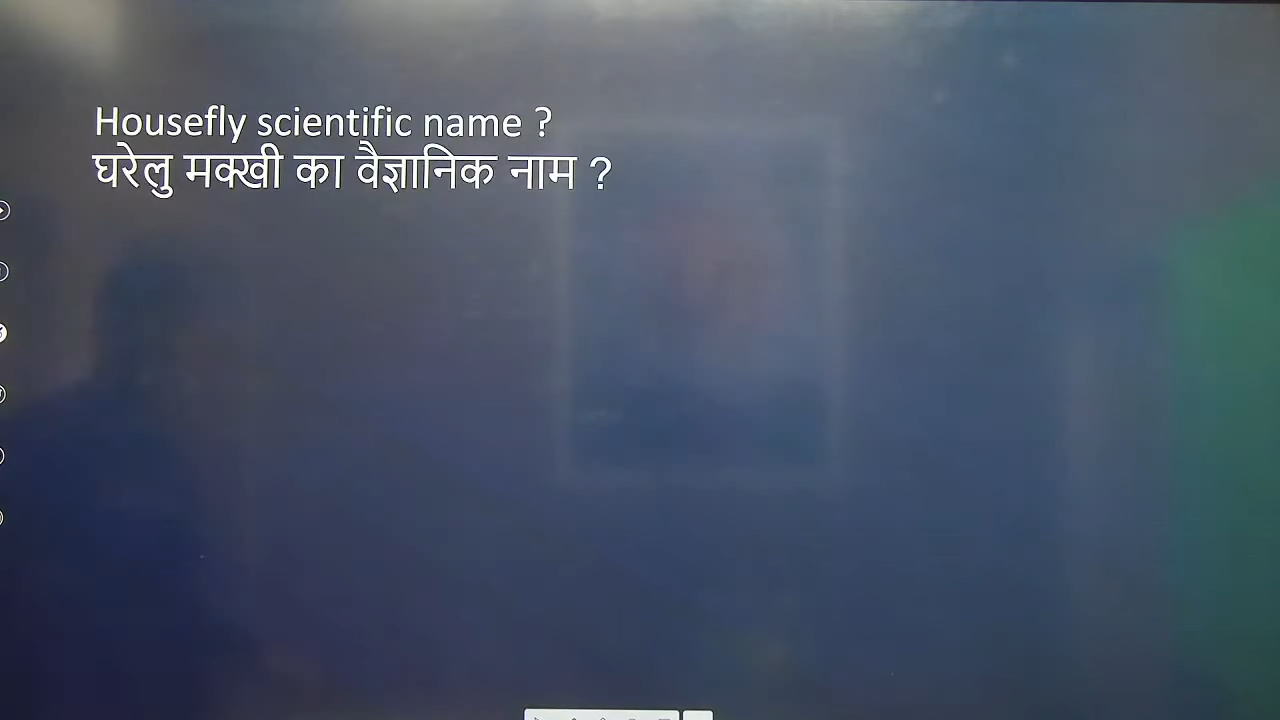 Housefly scientific name ?
घरेलु मक्खी का वैज्ञानिक नाम ?